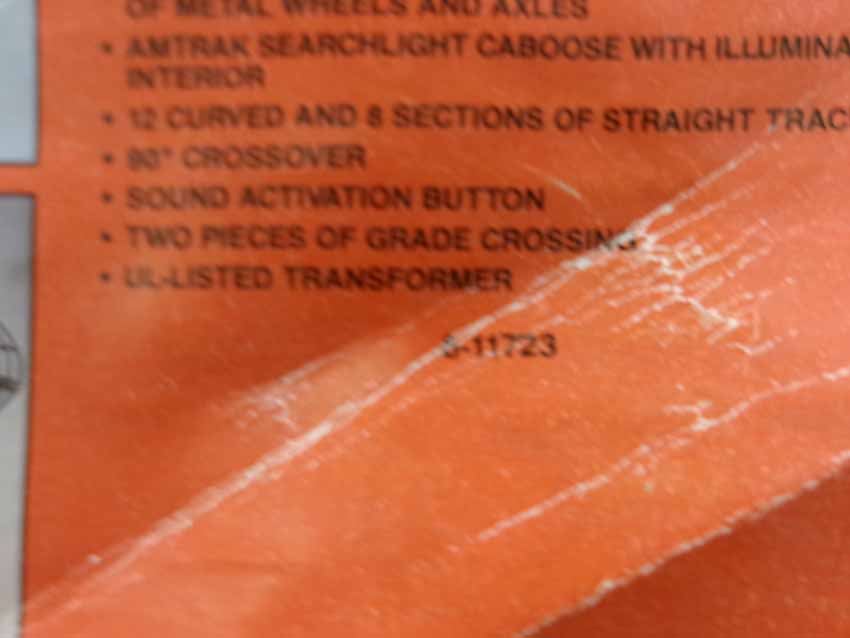 OF METAL WHEELS AND AXLES
• AMTRAK SEARCHLIGHT CABOOSE WITH ILLUMINA
INTERIOR
• 12 CURVED AND 8 SECTIONS OF STRAIGHT TRAC
• 90° CROSSOVER
• SOUND ACTIVATION BUTTON
• TWO PIECES OF GRADE CROSSING
• UL-LISTED TRANSFORMER
6-11723